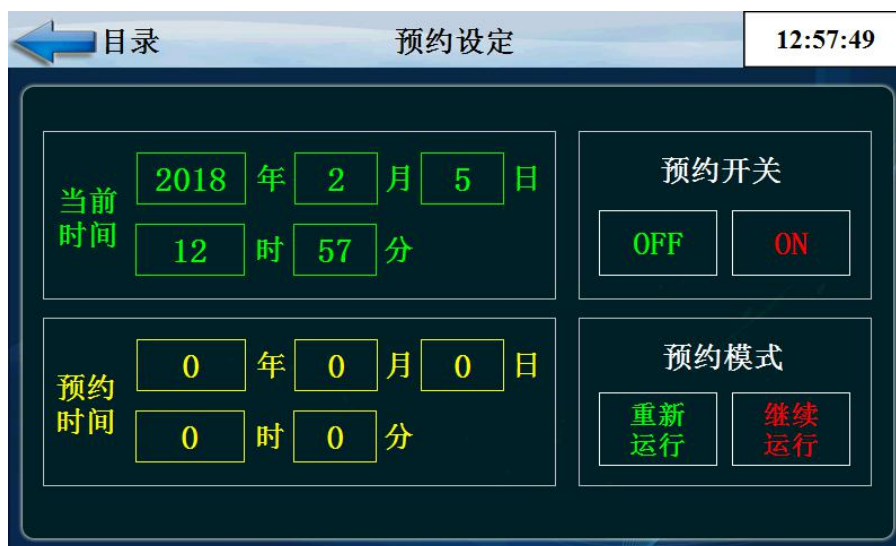 目录 预约设定 12:57:49
当前时间
2018 年 2 月 5 日
12 时 57 分
预约开关
OFF ON
预约时间
0 年 0 月 0 日
0 时 0 分
预约模式
重新运行 继续运行